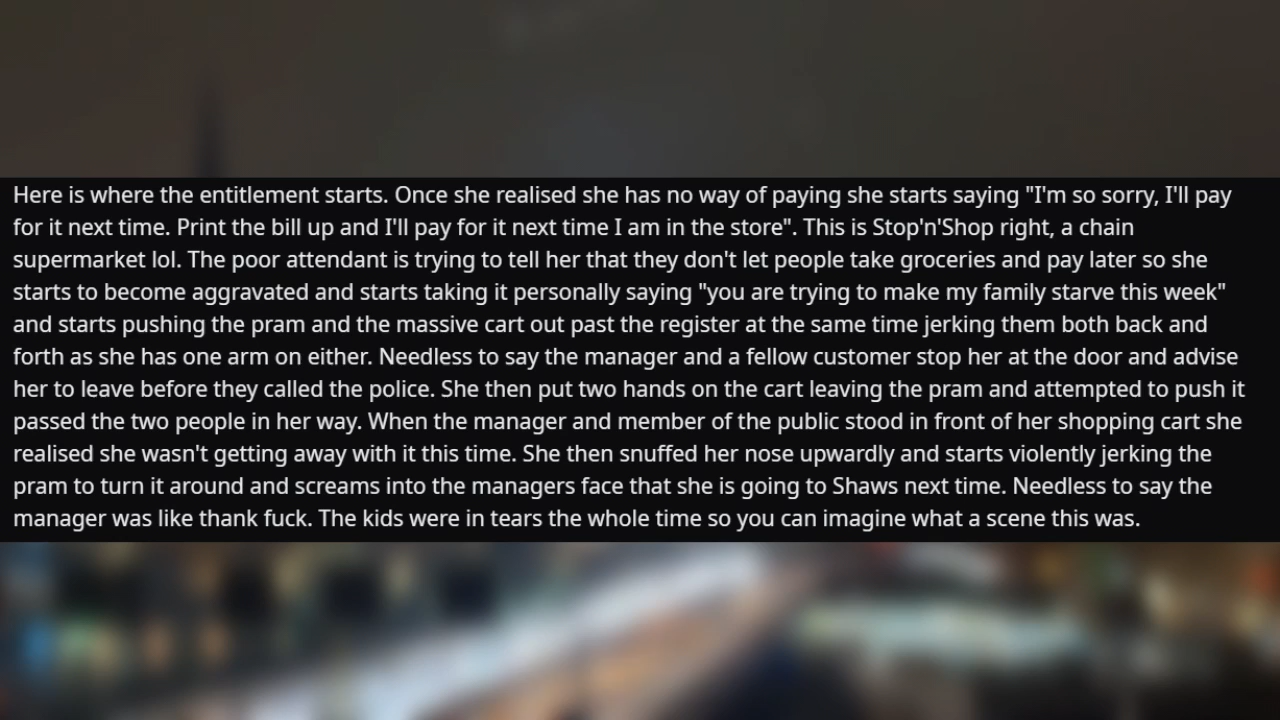 Here is where the entitlement starts. Once she realised she has no way of paying she starts saying "I'm so sorry, I'll pay
for it next time. Print the bill up and I'll pay for it next time I am in the store". This is Stop'n'Shop right, a chain
supermarket lol. The poor attendant is trying to tell her that they don't let people take groceries and pay later so she
starts to become aggravated and starts taking it personally saying "you are trying to make my family starve this week"
and starts pushing the pram and the massive cart out past the register at the same time jerking them both back and
forth as she has one arm on either. Needless to say the manager and a fellow customer stop her at the door and advise
her to leave before they called the police. She then put two hands on the cart leaving the pram and attempted to push it
passed the two people in her way. When the manager and member of the public stood in front of her shopping cart she
realised she wasn't getting away with it this time. She then snuffed her nose upwardly and starts violently jerking the
pram to turn it around and screams into the managers face that she is going to Shaws next time. Needless to say the
manager was like thank fuck. The kids were in tears the whole time so you can imagine what a scene this was.